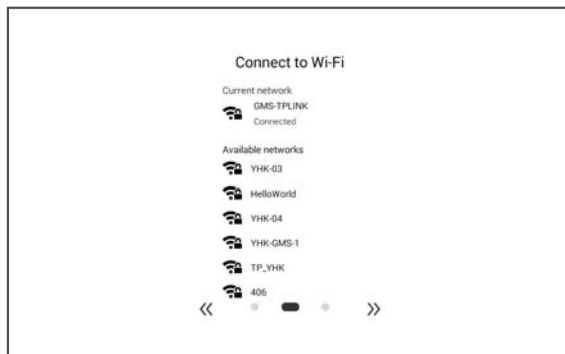 Connect to Wi-Fi
Current network
GMS-TPLINK
Connected
Available networks
YHK-03
HelloWorld
YHK-04
YHK-GMS-1
TP_YHK
406